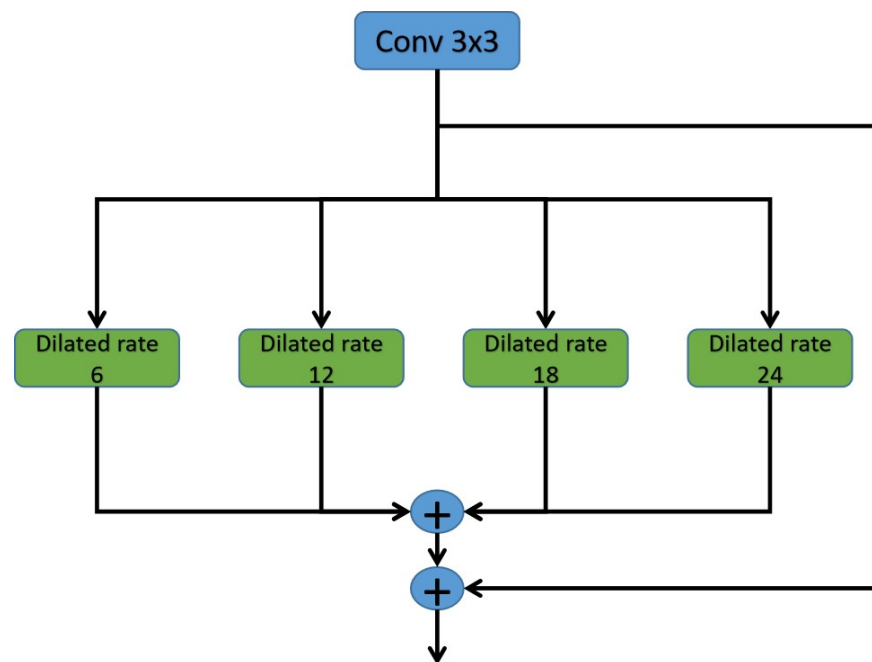 Conv 3x3
Dilated rate
6
Dilated rate
12
Dilated rate
18
Dilated rate
24
+
+